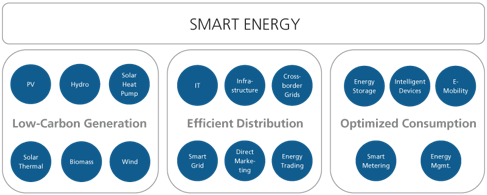 SMART ENERGY
PV
Hydro
Solar
Heat
Pump
Low-Carbon Generation
Solar
Thermal
Biomass
Wind
IT
Infra-
structure
Cross-
border
Grids
Efficient Distribution
Smart
Grid
Direct
Marke-
ting
Energy
Trading
Energy
Storage
Intelligent
Devices
E-
Mobility
Optimized Consumption
Smart
Metering
Energy
Mgmt.